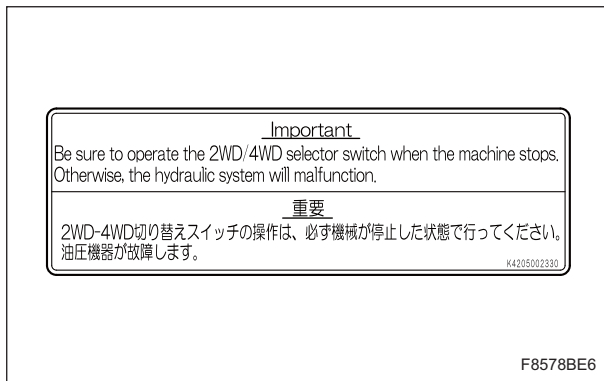 Important
Be sure to operate the 2WD/4WD selector switch when the machine stops.
Otherwise, the hydraulic system will malfunction.
重要
2WD-4WD切り替えスイッチの操作は、必ず機械が停止した状態で行ってください。
油圧機器が故障します。
K4205002330
F8578BE6